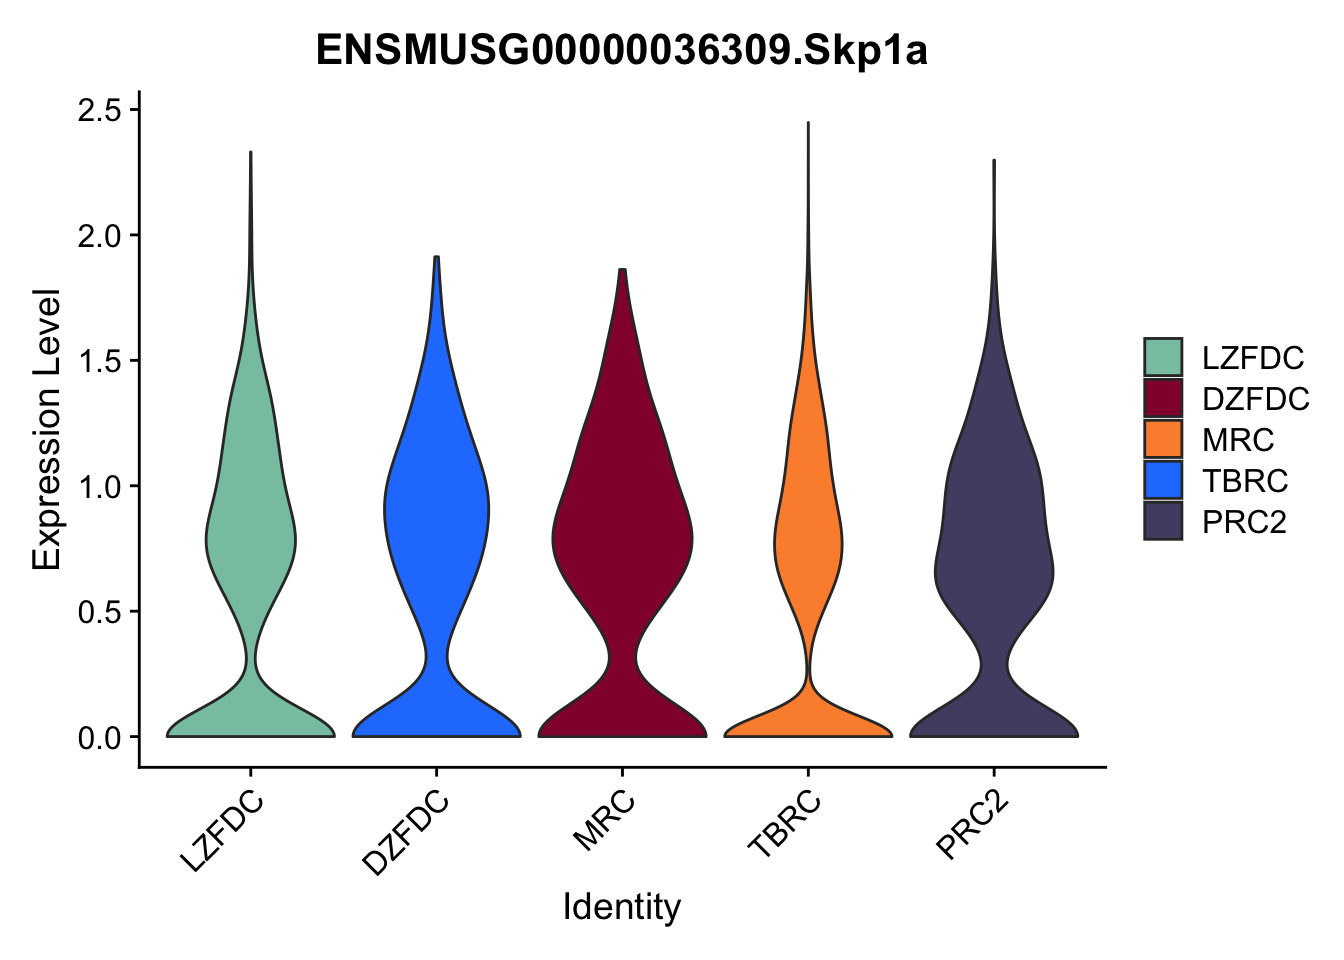 ENSMUSG00000036309.Skp1a
Expression Level
2.5
2.0
1.5
1.0
0.5
0.0
LZFDC
DZFDC
MRC
TBRC
PRC2
Identity
LZFDC
DZFDC
MRC
TBRC
PRC2